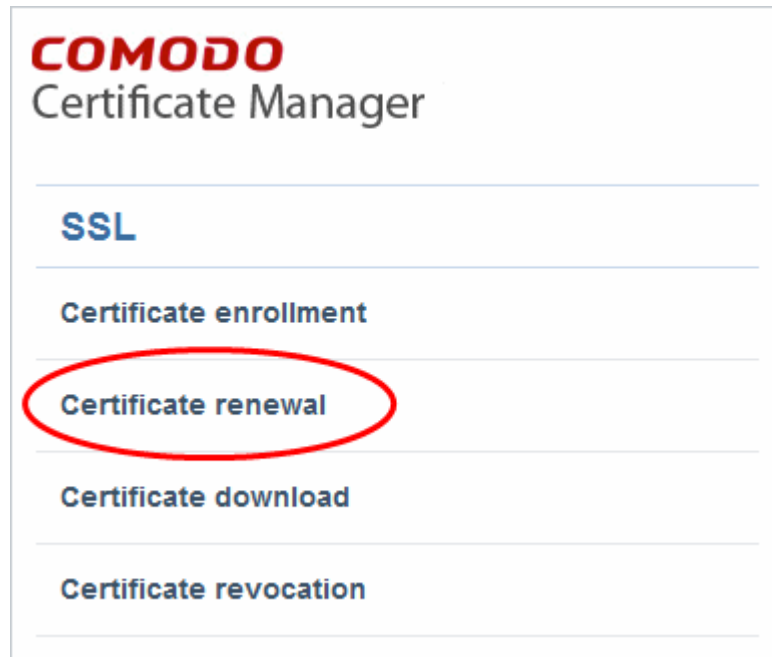 COMODO
Certificate Manager
SSL
Certificate enrollment
Certificate renewal
Certificate download
Certificate revocation